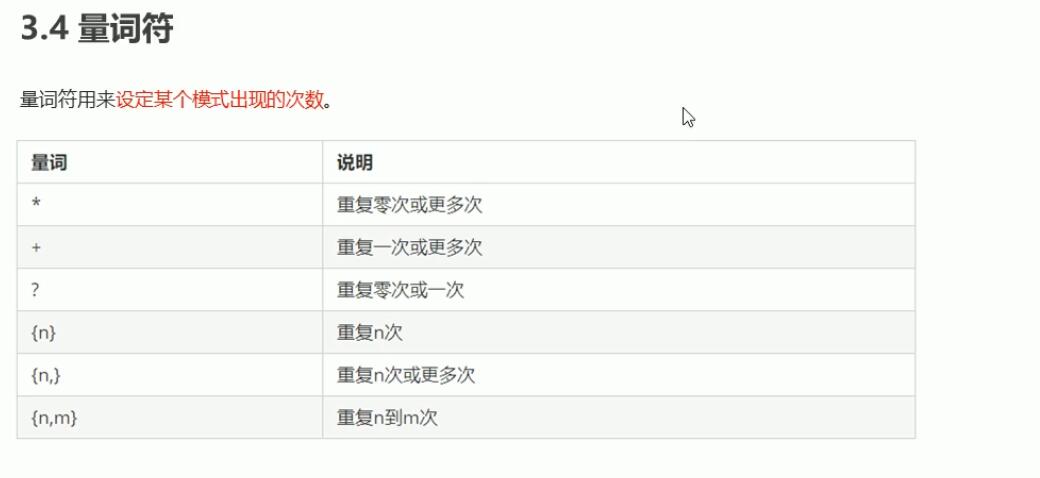 3.4 量词符
量词符用来设定某个模式出现的次数。
量词 说明
* 重复零次或更多次
+ 重复一次或更多次
? 重复零次或一次
{n} 重复n次
{n,} 重复n次或更多次
{n,m} 重复n到m次